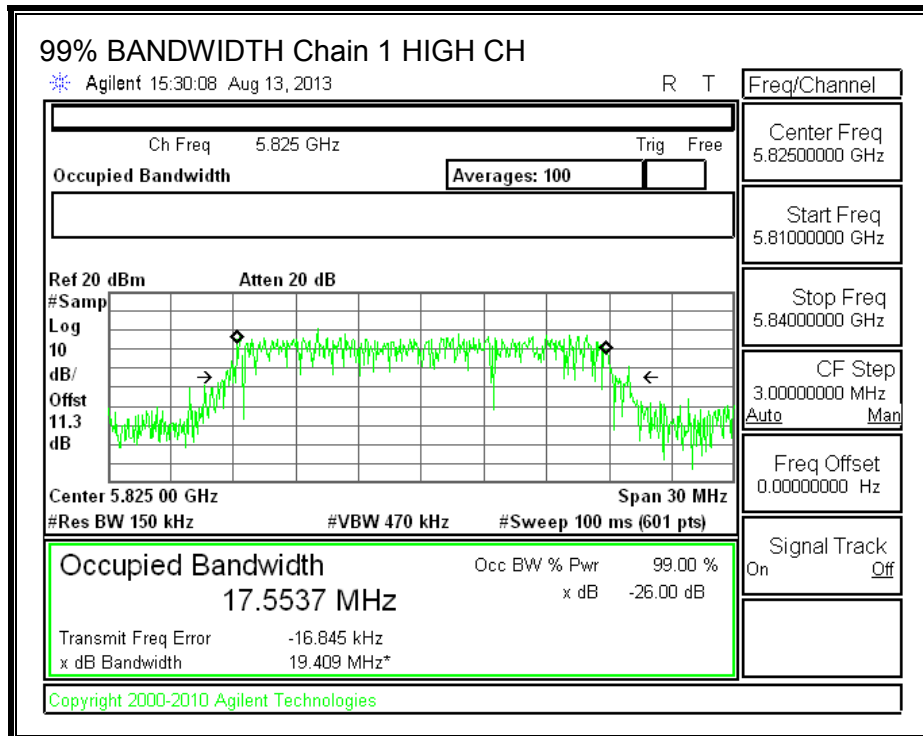 99% BANDWIDTH Chain 1 HIGH CH
Agilent 15:30:08 Aug 13, 2013 R T
Ch Freq 5.825 GHz Trig Free
Occupied Bandwidth Averages: 100
Ref 20 dBm Atten 20 dB
#Samp
Log
10
dB/
Offst
11.3
dB
Center 5.825 00 GHz Span 30 MHz
#Res BW 150 kHz #VBW 470 kHz #Sweep 100 ms (601 pts)
Occupied Bandwidth Occ BW % Pwr 99.00 %
17.5537 MHz x dB -26.00 dB
Transmit Freq Error -16.845 kHz
x dB Bandwidth 19.409 MHz*
Copyright 2000-2010 Agilent Technologies
Freq/Channel
Center Freq
5.82500000 GHz
Start Freq
5.81000000 GHz
Stop Freq
5.84000000 GHz
CF Step
3.00000000 MHz
Auto Man
Freq Offset
0.00000000 Hz
Signal Track
On Off